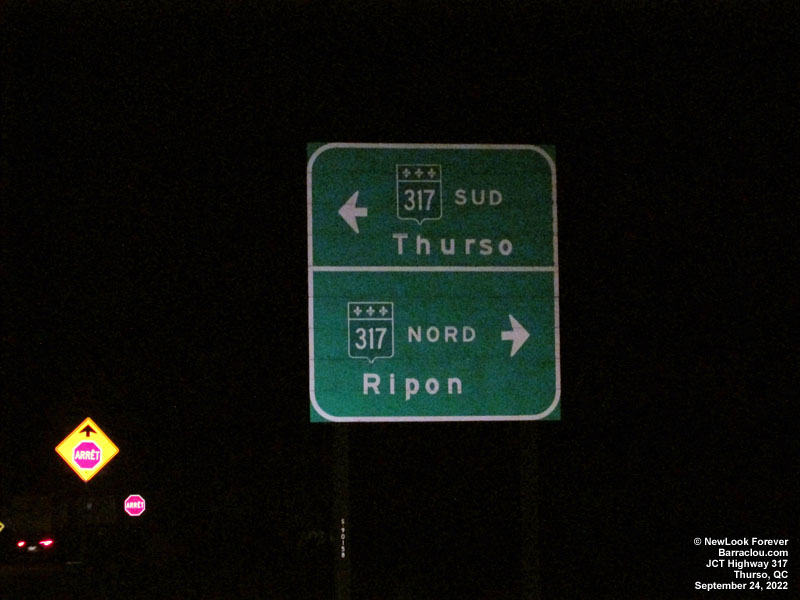 317 SUD
Thurso
317 NORD
Ripon
ARRÊT
ARRÊT
S-90158
© NewLook Forever
Barraclou.com
JCT Highway 317
Thurso, QC
September 24, 2022